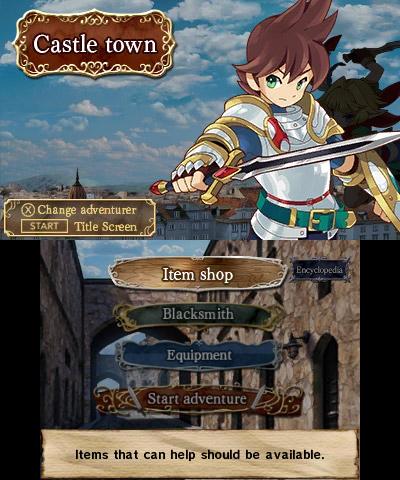 Castle town
X Change adventurer
START Title Screen
Item shop
Encyclopedia
Blacksmith
Equipment
Start adventure
Items that can help should be available.